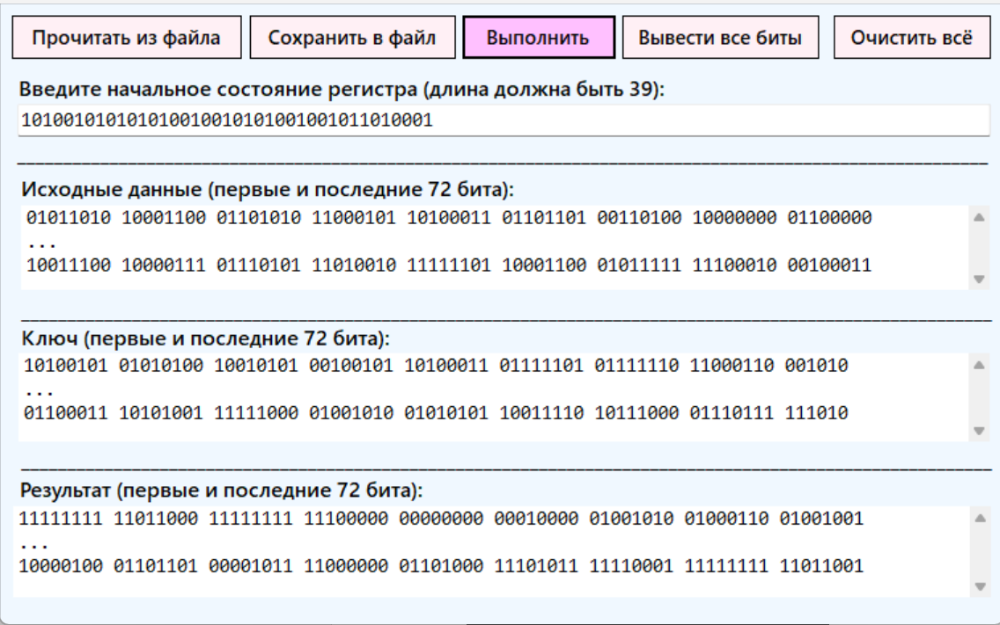 Прочитать из файла Сохранить в файл Выполнить Вывести все биты Очистить всё
Введите начальное состояние регистра (длина должна быть 39):
101001010101010010010101001001011010001
Исходные данные (первые и последние 72 бита):
01011010 10001100 01101010 11000101 10100011 01101101 00110100 10000000 01100000
...
10011100 10000111 01110101 11010010 11111101 10001100 01011111 11100010 00100011
Ключ (первые и последние 72 бита):
10100101 01010100 10010101 00100101 10100011 01111101 01111110 11000110 001010
...
01100011 10101001 11111000 01001010 01010101 10011110 10111000 01110111 111010
Результат (первые и последние 72 бита):
11111111 11011000 11111111 11100000 00000000 00010000 01001010 01000110 01001001
...
10000100 01101101 00001011 11000000 01101000 11101011 11110001 11111111 11011001